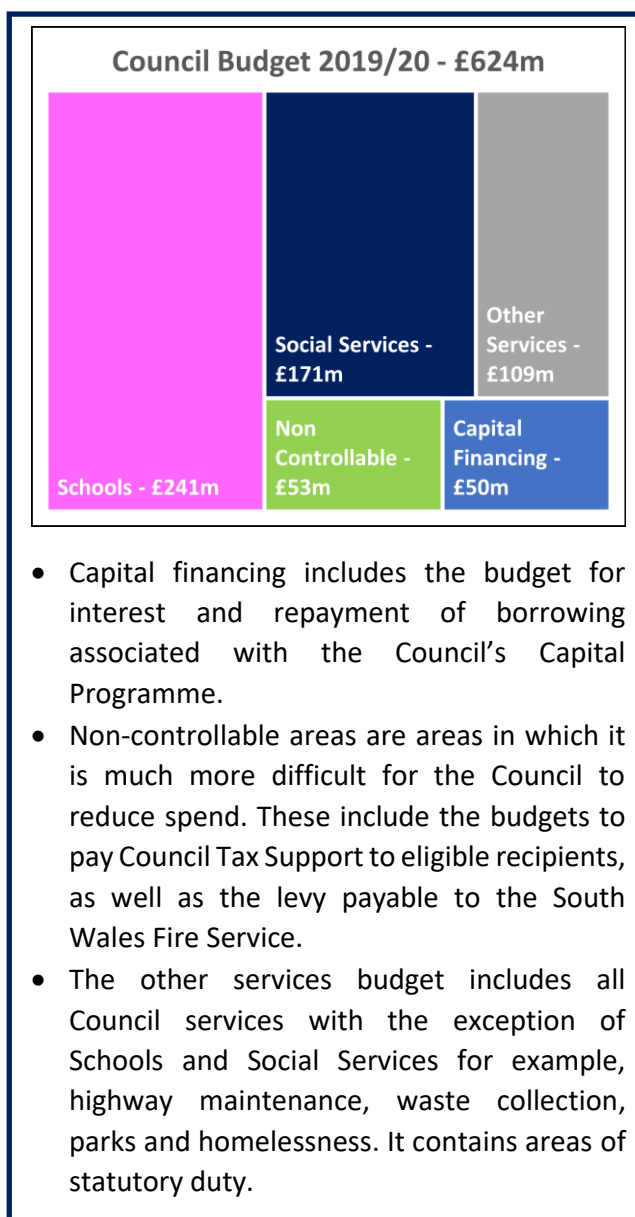 Council Budget 2019/20 - £624m
Schools - £241m
Social Services -
£171m
Other
Services -
£109m
Non
Controllable -
£53m
Capital
Financing -
£50m
• Capital financing includes the budget for
interest and repayment of borrowing
associated with the Council’s Capital
Programme.
• Non-controllable areas are areas in which it
is much more difficult for the Council to
reduce spend. These include the budgets to
pay Council Tax Support to eligible recipients,
as well as the levy payable to the South
Wales Fire Service.
• The other services budget includes all
Council services with the exception of
Schools and Social Services for example,
highway maintenance, waste collection,
parks and homelessness. It contains areas of
statutory duty.